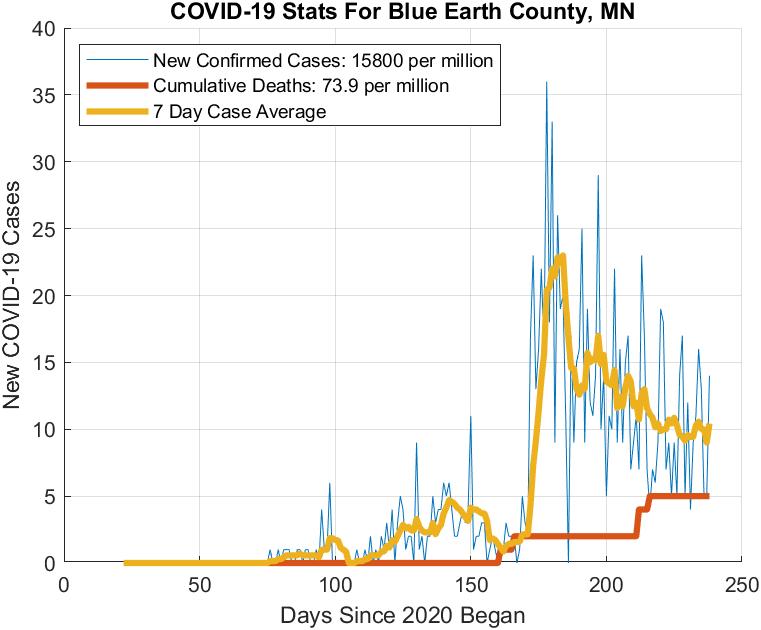 COVID-19 Stats For Blue Earth County, MN
New Confirmed Cases: 15800 per million
Cumulative Deaths: 73.9 per million
7 Day Case Average
New COVID-19 Cases
40
35
30
25
20
15
10
5
0
0 50 100 150 200 250
Days Since 2020 Began